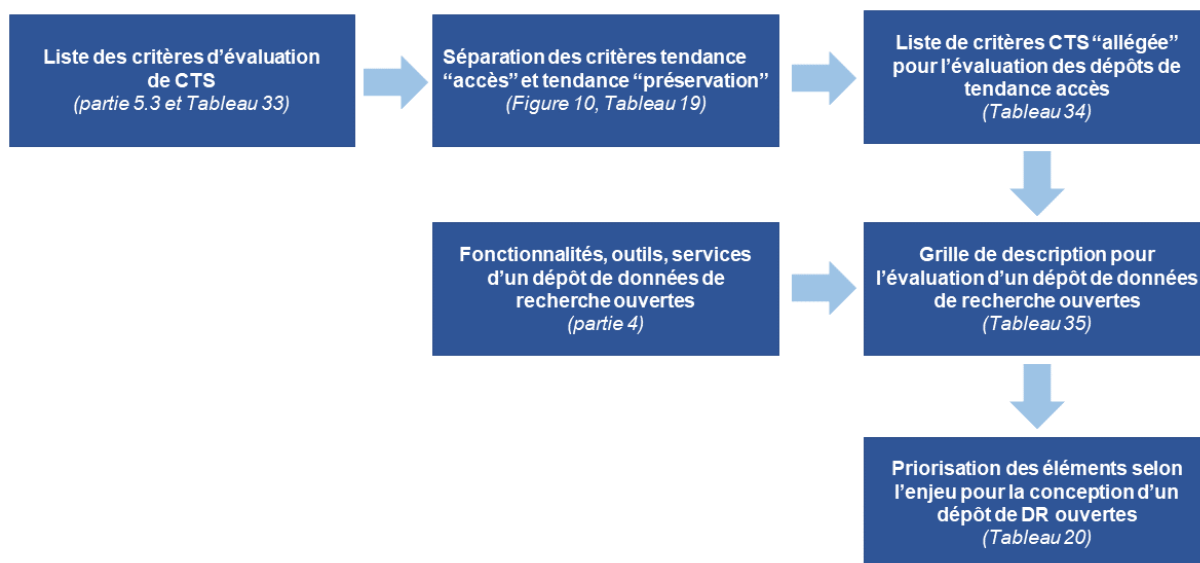 Liste des critères d’évaluation
de CTS
(partie 5.3 et Tableau 33)
Séparation des critères tendance
“accès” et tendance “préservation”
(Figure 10, Tableau 19)
Liste de critères CTS “allégée”
pour l’évaluation des dépôts de
tendance accès
(Tableau 34)
Fonctionnalités, outils, services
d’un dépôt de données de
recherche ouvertes
(partie 4)
Grille de description pour
l’évaluation d’un dépôt de données
de recherche ouvertes
(Tableau 35)
Priorisation des éléments selon
l’enjeu pour la conception d’un
dépôt de DR ouvertes
(Tableau 20)